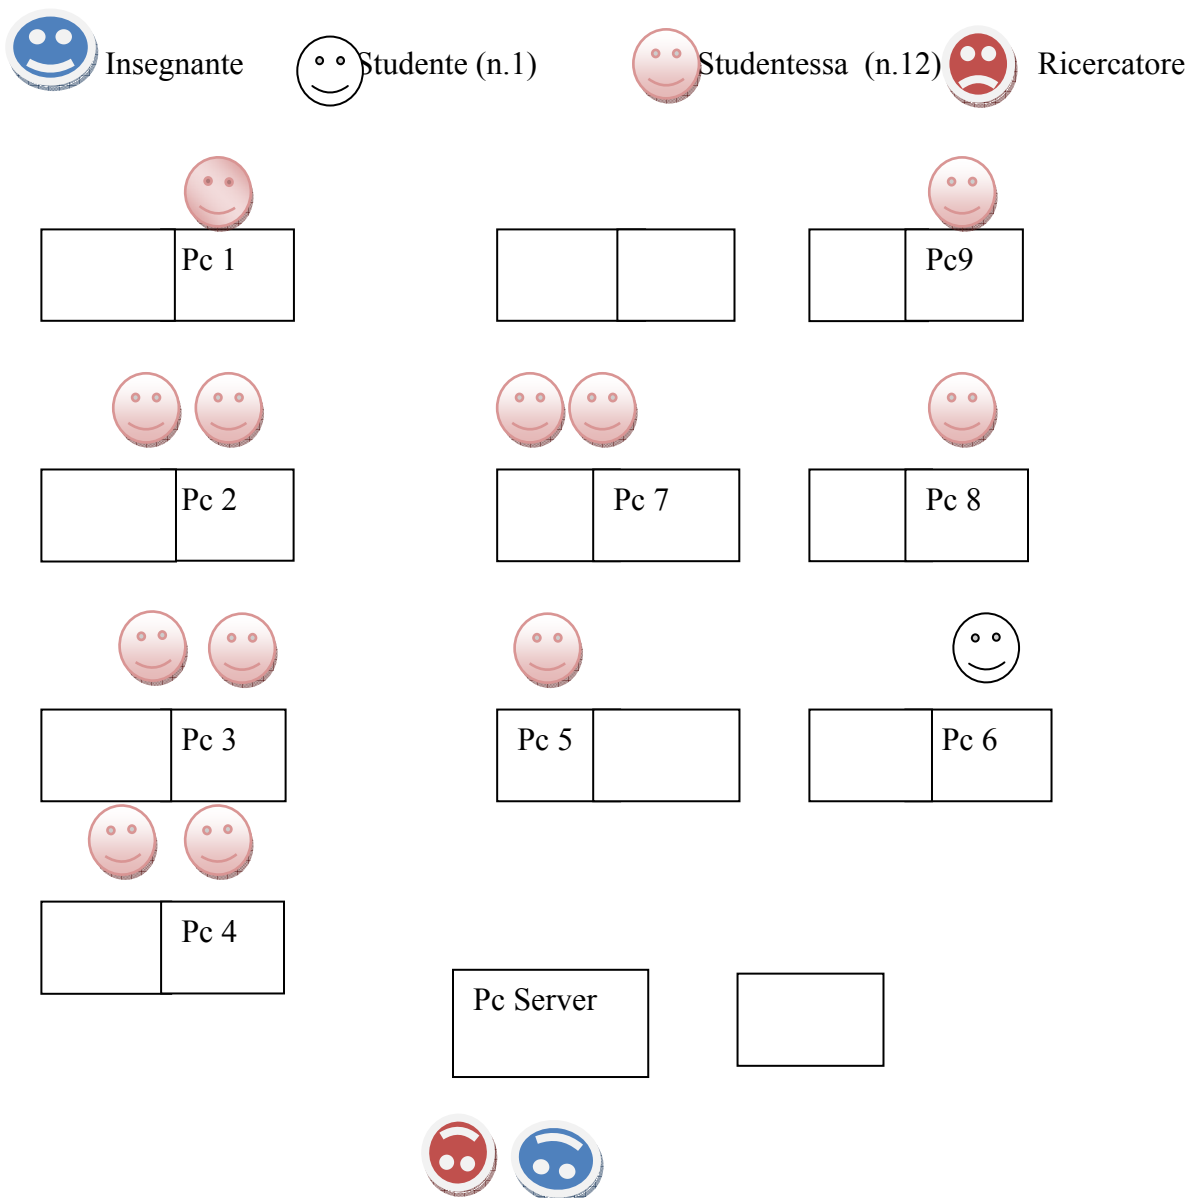 Insegnante Studente (n.1) Studentessa (n.12) Ricercatore
Pc 1 Pc9
Pc 2 Pc 7 Pc 8
Pc 3 Pc 5 Pc 6
Pc 4
Pc Server